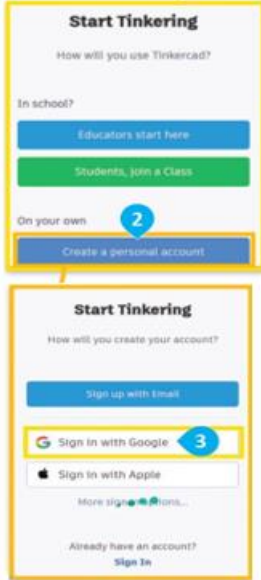 Start Tinkering
How will you use Tinkercad?
In school?
Educators start here
Students, Join a Class
On your own
2
Create a personal account
Start Tinkering
How will you create your account?
Sign up with Email
Sign in with Google
3
Sign in with Apple
More
Already have an account?
Sign In